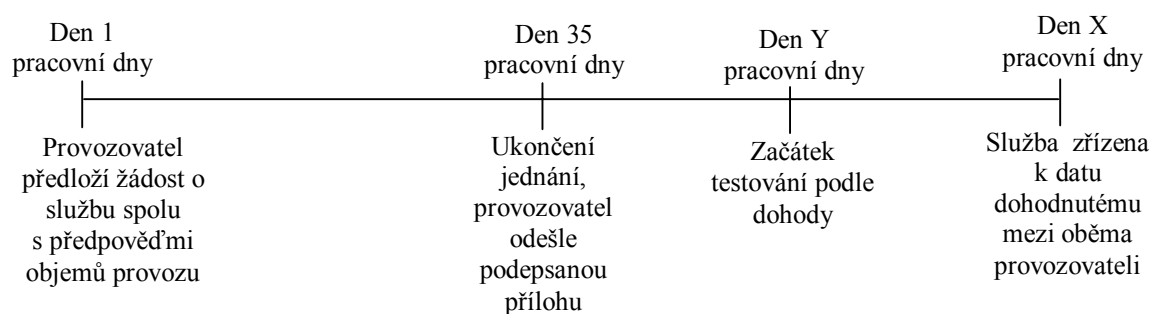 Den 1
pracovní dny
Den 35
pracovní dny
Den Y
pracovní dny
Den X
pracovní dny
Provozovatel
předloží žádost o
službu spolu
s předpověďmi
objemů provozu
Ukončení
jednání,
provozovatel
odešle
podepsanou
přílohu
Začátek
testování podle
dohody
Služba zřízena
k datu
dohodnutému
mezi oběma
provozovateli